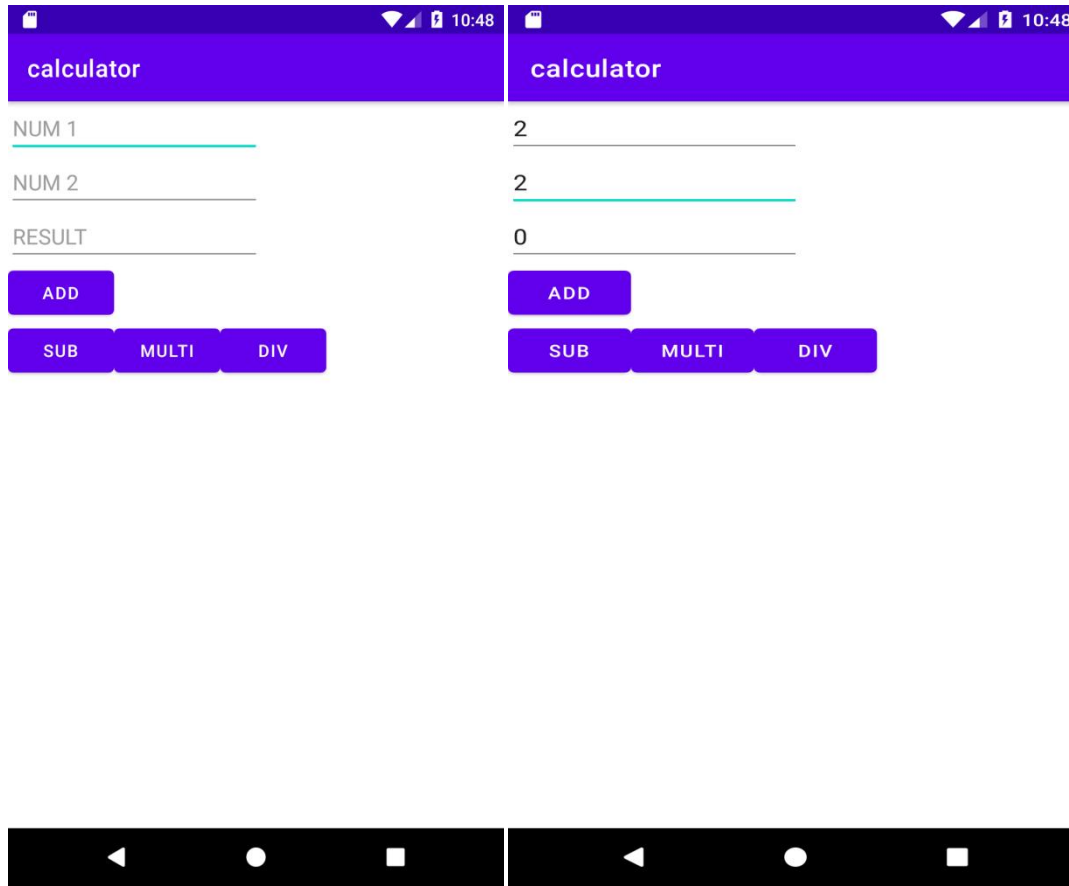 10:48
calculator
NUM 1
NUM 2
RESULT
ADD
SUB MULTI DIV
10:48
calculator
2
2
0
ADD
SUB MULTI DIV